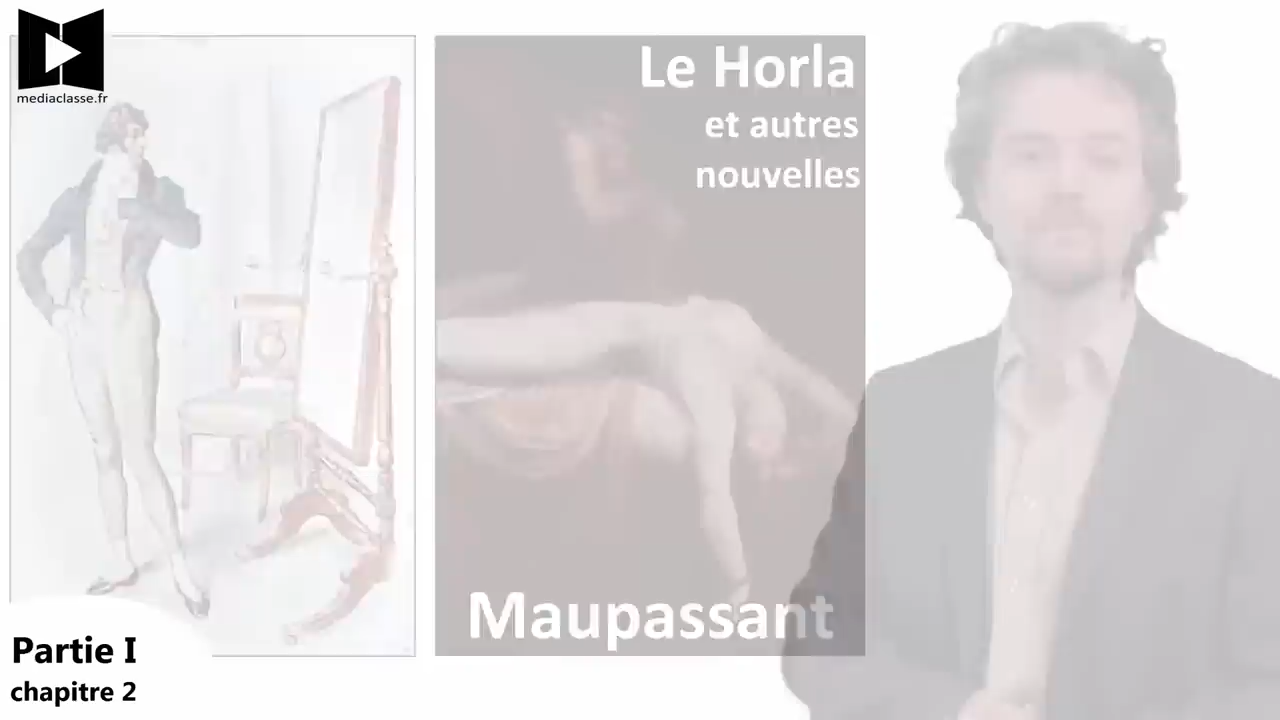 mediaclasse.fr
Le Horla
et autres
nouvelles
Maupassant
Partie I
chapitre 2